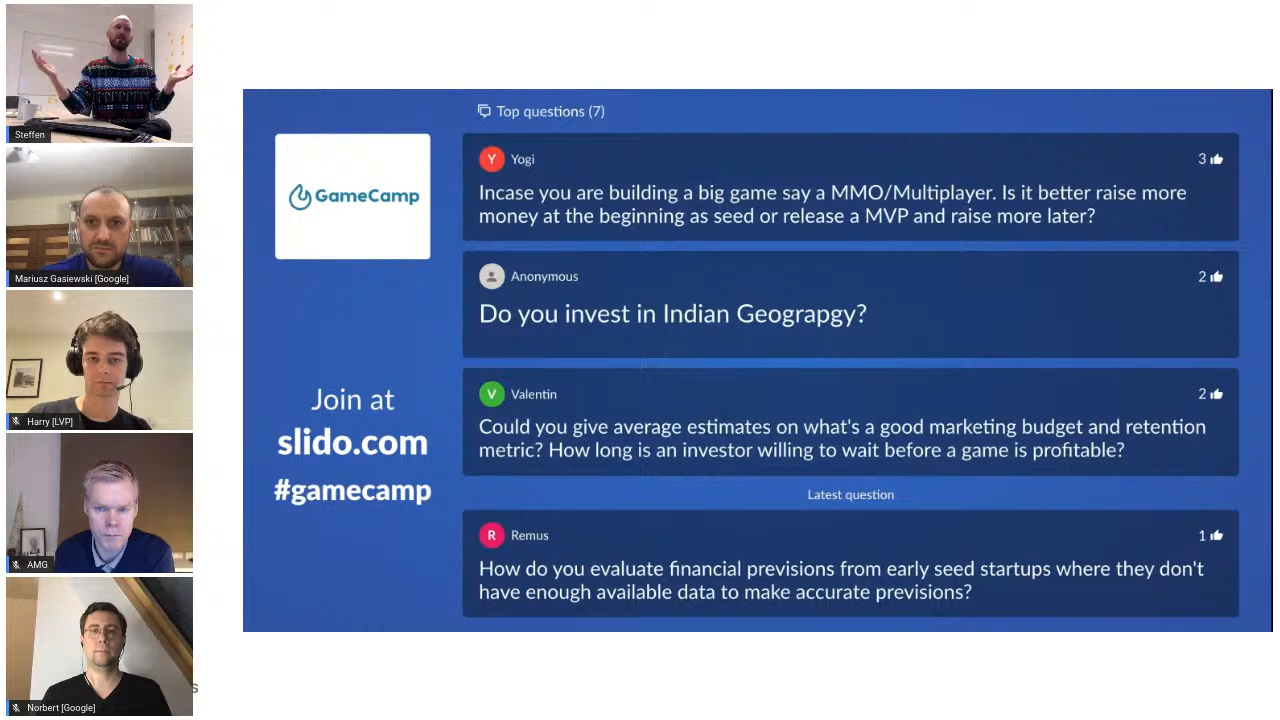 Steffen
Mariusz Gasiewski [Google]
Harry [LVP]
AMG
Norbert [Google]
s
GameCamp
Join at
slido.com
#gamecamp
Top questions (7)
Y
Yogi
3
Incase you are building a big game say a MMO/Multiplayer. Is it better raise more
money at the beginning as seed or release a MVP and raise more later?
Anonymous
2
Do you invest in Indian Geograpgy?
V
Valentin
2
Could you give average estimates on what's a good marketing budget and retention
metric? How long is an investor willing to wait before a game is profitable?
Latest question
R
Remus
1
How do you evaluate financial previsions from early seed startups where they don't
have enough available data to make accurate previsions?